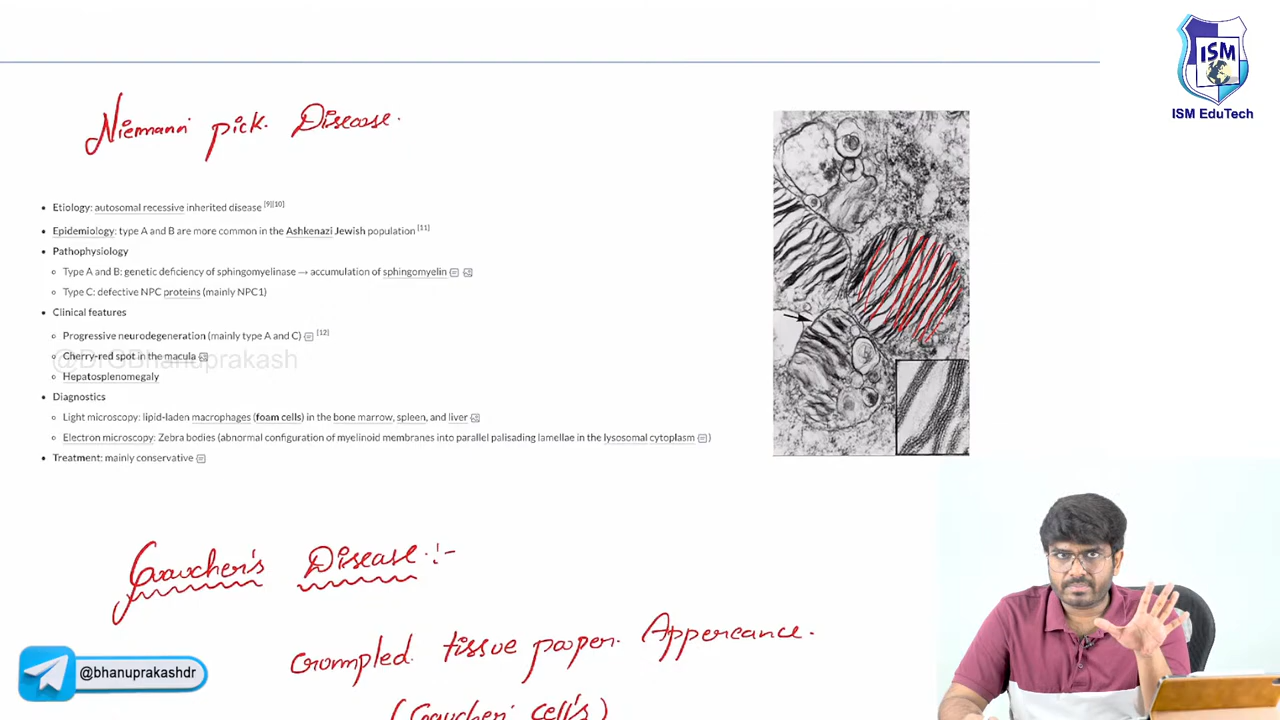 ISM
ISM EduTech
Niemann pick. Disease.
• Etiology: autosomal recessive inherited disease [9][10]
• Epidemiology: type A and B are more common in the Ashkenazi Jewish population [11]
• Pathophysiology
Type A and B: genetic deficiency of sphingomyelinase → accumulation of sphingomyelin
Type C: defective NPC proteins (mainly NPC1)
• Clinical features
Progressive neurodegeneration (mainly type A and C) [12]
Cherry-red spot in the macula
@DrGBhanuprakash
Hepatosplenomegaly
• Diagnostics
Light microscopy: lipid-laden macrophages (foam cells) in the bone marrow, spleen, and liver
Electron microscopy: Zebra bodies (abnormal configuration of myelinoid membranes into parallel palisading lamellae in the lysosomal cytoplasm)
• Treatment: mainly conservative
Gaucher's Disease :-
Crompled. tissue paper. Apperance.
(Gaucher cell's)
@bhanuprakashdr